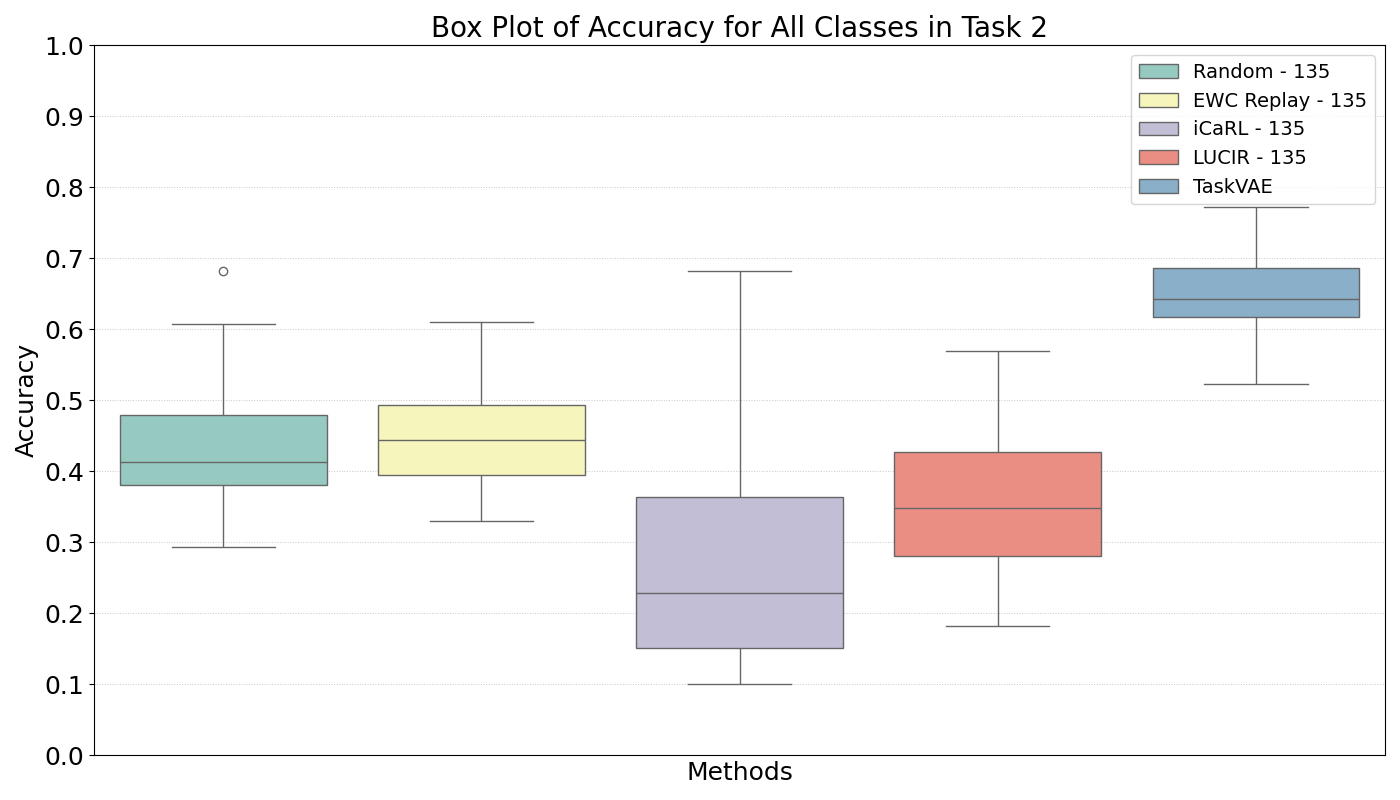 Box Plot of Accuracy for All Classes in Task 2
1.0
0.9
0.8
0.7
0.6
0.5
0.4
0.3
0.2
0.1
0.0
Accuracy
Methods
Random - 135
EWC Replay - 135
iCaRL - 135
LUCIR - 135
TaskVAE